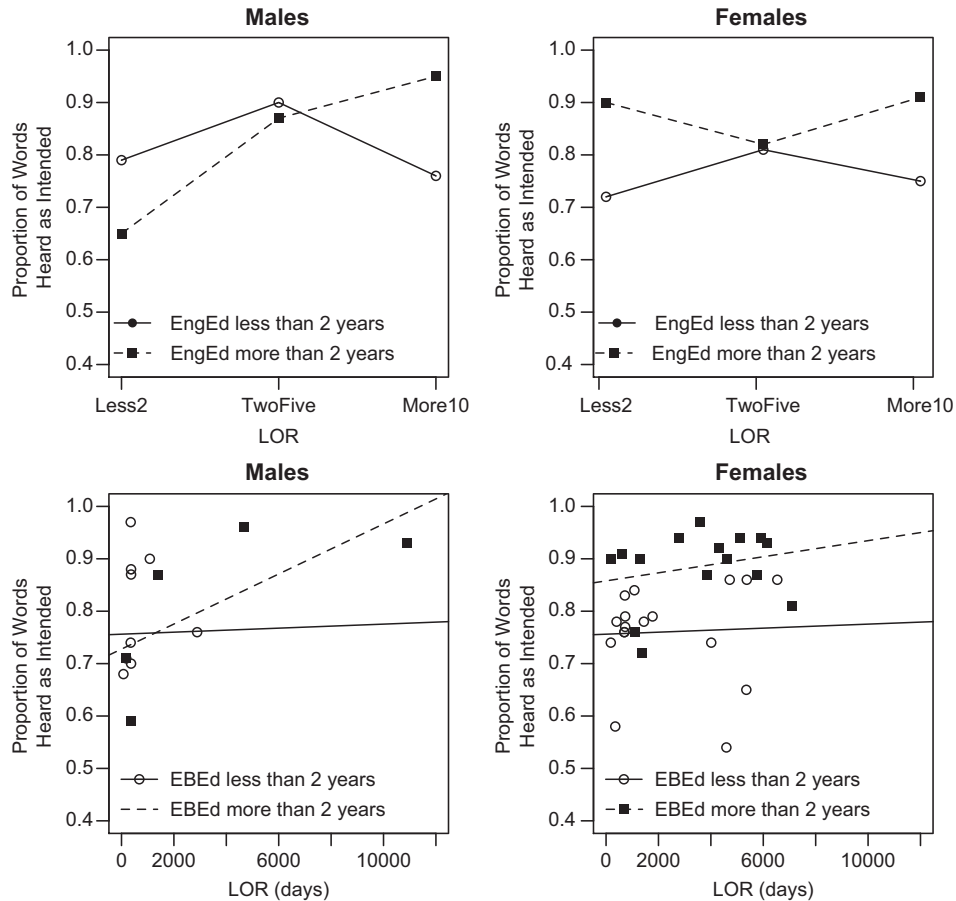 Males
Proportion of Words
Heard as Intended
1.0
0.9
0.8
0.7
0.6
0.5
0.4
EngEd less than 2 years
EngEd more than 2 years
Less2 TwoFive More10
LOR
Females
Proportion of Words
Heard as Intended
1.0
0.9
0.8
0.7
0.6
0.5
0.4
EngEd less than 2 years
EngEd more than 2 years
Less2 TwoFive More10
LOR
Males
Proportion of Words
Heard as Intended
1.0
0.9
0.8
0.7
0.6
0.5
0.4
EBEd less than 2 years
EBEd more than 2 years
0 2000 6000 10000
LOR (days)
Females
Proportion of Words
Heard as Intended
1.0
0.9
0.8
0.7
0.6
0.5
0.4
EBEd less than 2 years
EBEd more than 2 years
0 2000 6000 10000
LOR (days)